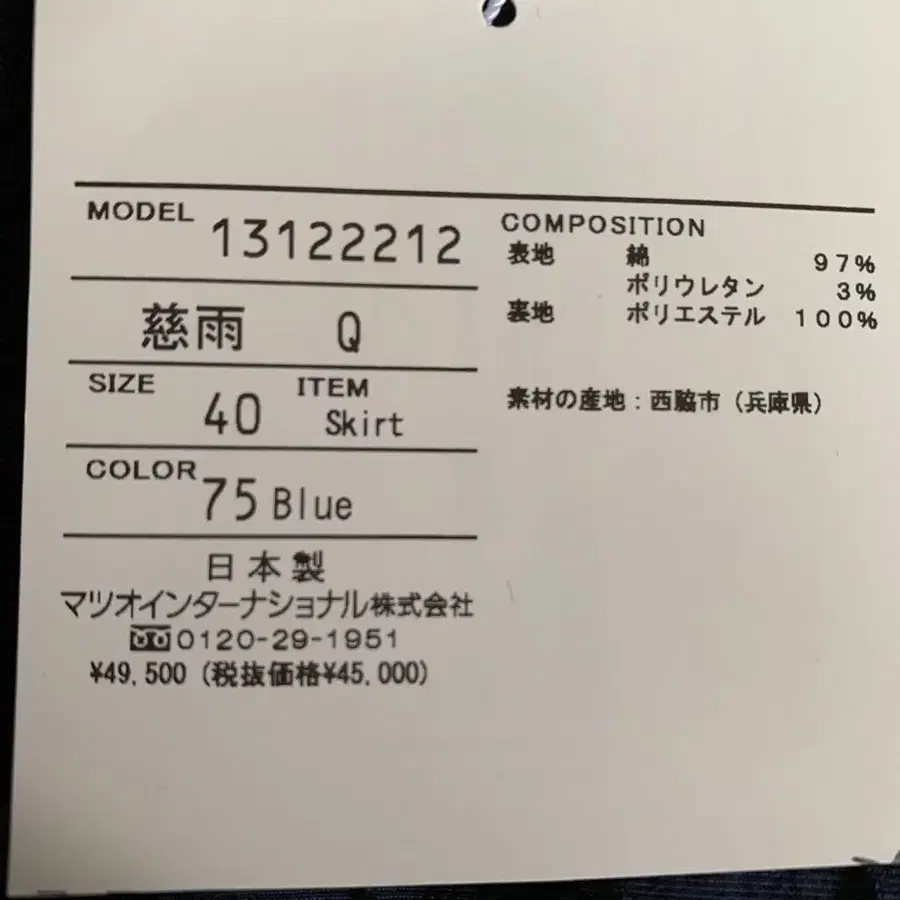 MODEL 13122212
慈雨 Q
SIZE 40 ITEM Skirt
COLOR 75 Blue
日本製
マツオインターナショナル株式会社
0120-29-1951
¥49,500 (税抜価格¥45,000)
COMPOSITION
表地 綿 97%
ポリウレタン 3%
裏地 ポリエステル 100%
素材の産地：西脇市（兵庫県）